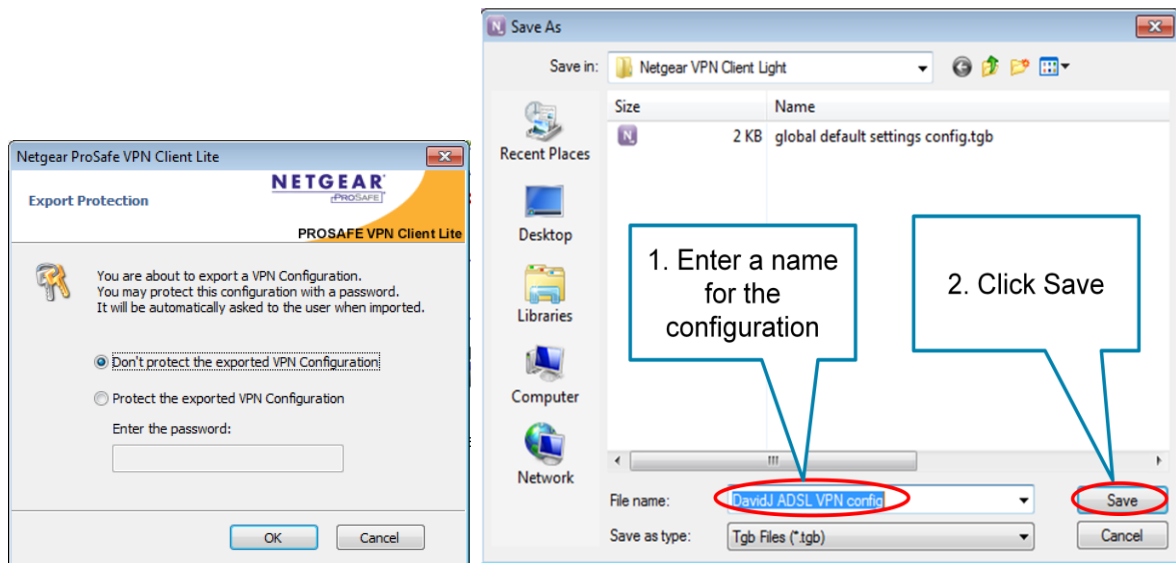 Netgear ProSafe VPN Client Lite
NETGEAR
PROSAFE
Export Protection
PROSAFE VPN Client Lite
You are about to export a VPN Configuration.
You may protect this configuration with a password.
It will be automatically asked to the user when imported.
Don't protect the exported VPN Configuration
Protect the exported VPN Configuration
Enter the password:
OK
Cancel
Save As
Save in:
Netgear VPN Client Light
Size
Name
2 KB
global default settings config.tgb
Recent Places
Desktop
Libraries
Computer
Network
1. Enter a name
for the
configuration
2. Click Save
File name:
DavidJ ADSL VPN config
Save
Save as type:
Tgb Files (*.tgb)
Cancel